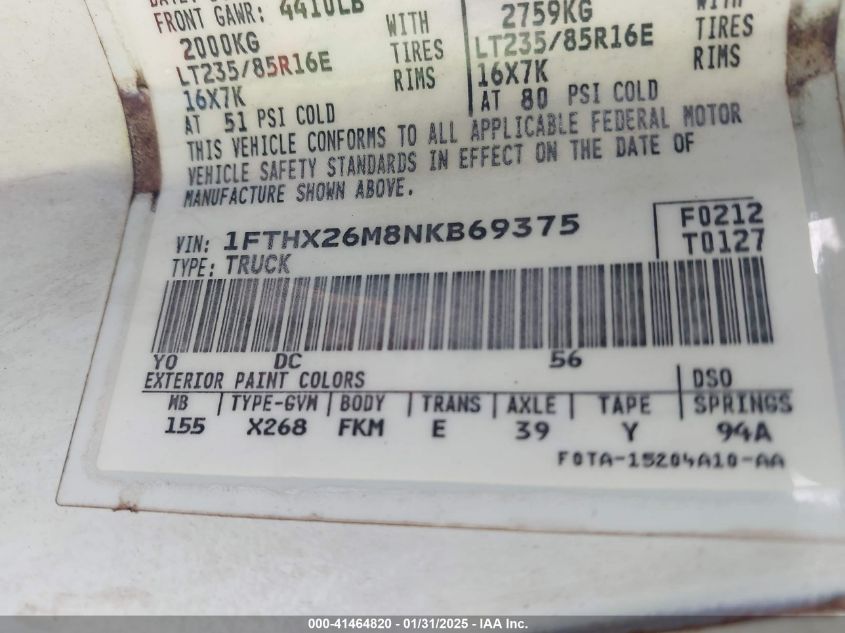 FRONT GAWR: 4410LB
2000KG WITH 2759KG WITH
LT235/85R16E TIRES LT235/85R16E TIRES
16X7K RIMS 16X7K RIMS
AT 51 PSI COLD AT 80 PSI COLD
THIS VEHICLE CONFORMS TO ALL APPLICABLE FEDERAL MOTOR
VEHICLE SAFETY STANDARDS IN EFFECT ON THE DATE OF
MANUFACTURE SHOWN ABOVE.
VIN: 1FTHX26M8NKB69375 F0212
TYPE: TRUCK T0127
YO DC 56
EXTERIOR PAINT COLORS DSO
WB TYPE-GVM BODY TRANS AXLE TAPE SPRINGS
155 X268 FKM E 39 Y 94A
F0TA-15204A10-AA
000-41464820 - 01/31/2025 - IAA Inc.